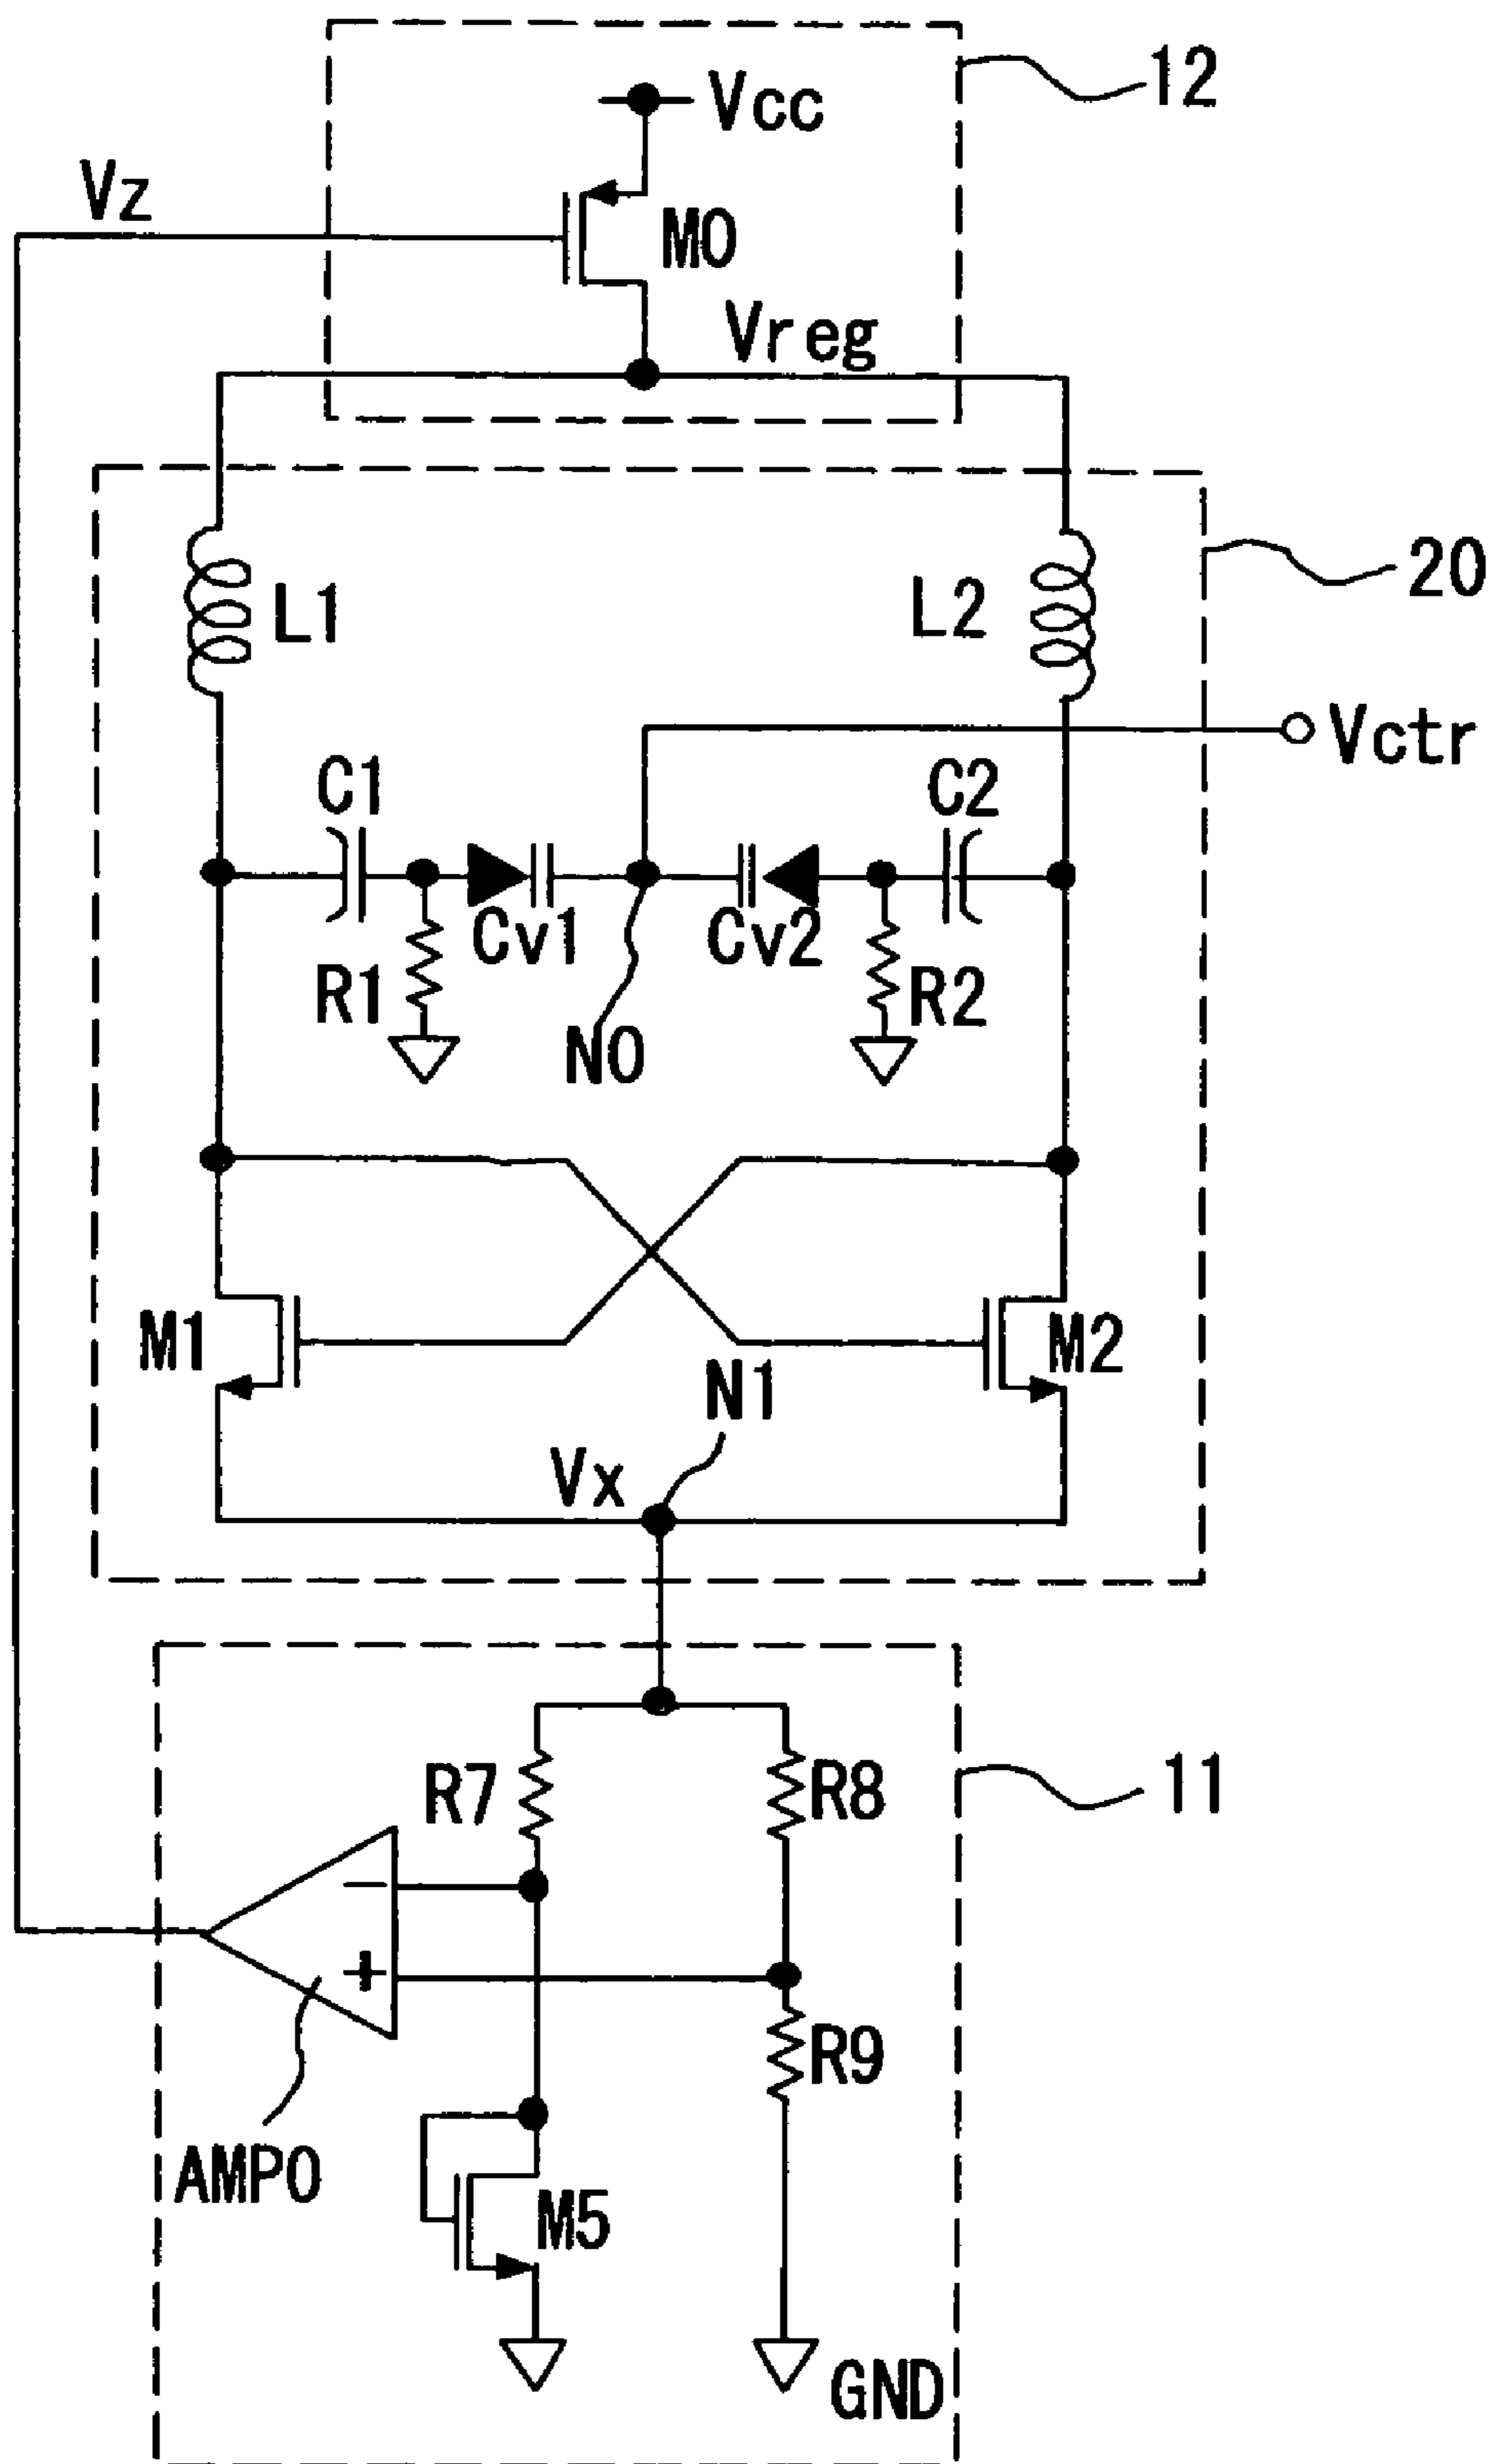 12
Vcc
Vz
M0
Vreg
20
L1
L2
Vctr
C1
C2
Cv1
Cv2
R1
R2
N0
M1
M2
N1
Vx
11
R7
R8
−
+
R9
AMP0
M5
GND